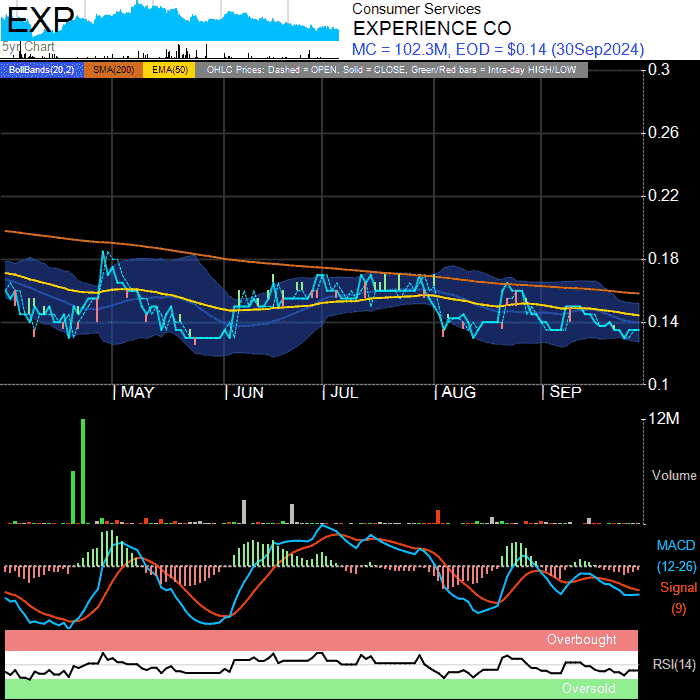 EXP
5yr Chart
Consumer Services
EXPERIENCE CO
MC = 102.3M, EOD = $0.14 (30Sep2024)
BollBands(20,2) SMA(200) EMA(50) OHLC Prices: Dashed = OPEN, Solid = CLOSE, Green/Red bars = Intra-day HIGH/LOW
0.3
0.26
0.22
0.18
0.14
0.1
MAY JUN JUL AUG SEP
12M
Volume
MACD
(12-26)
Signal
(9)
Overbought
RSI(14)
Oversold